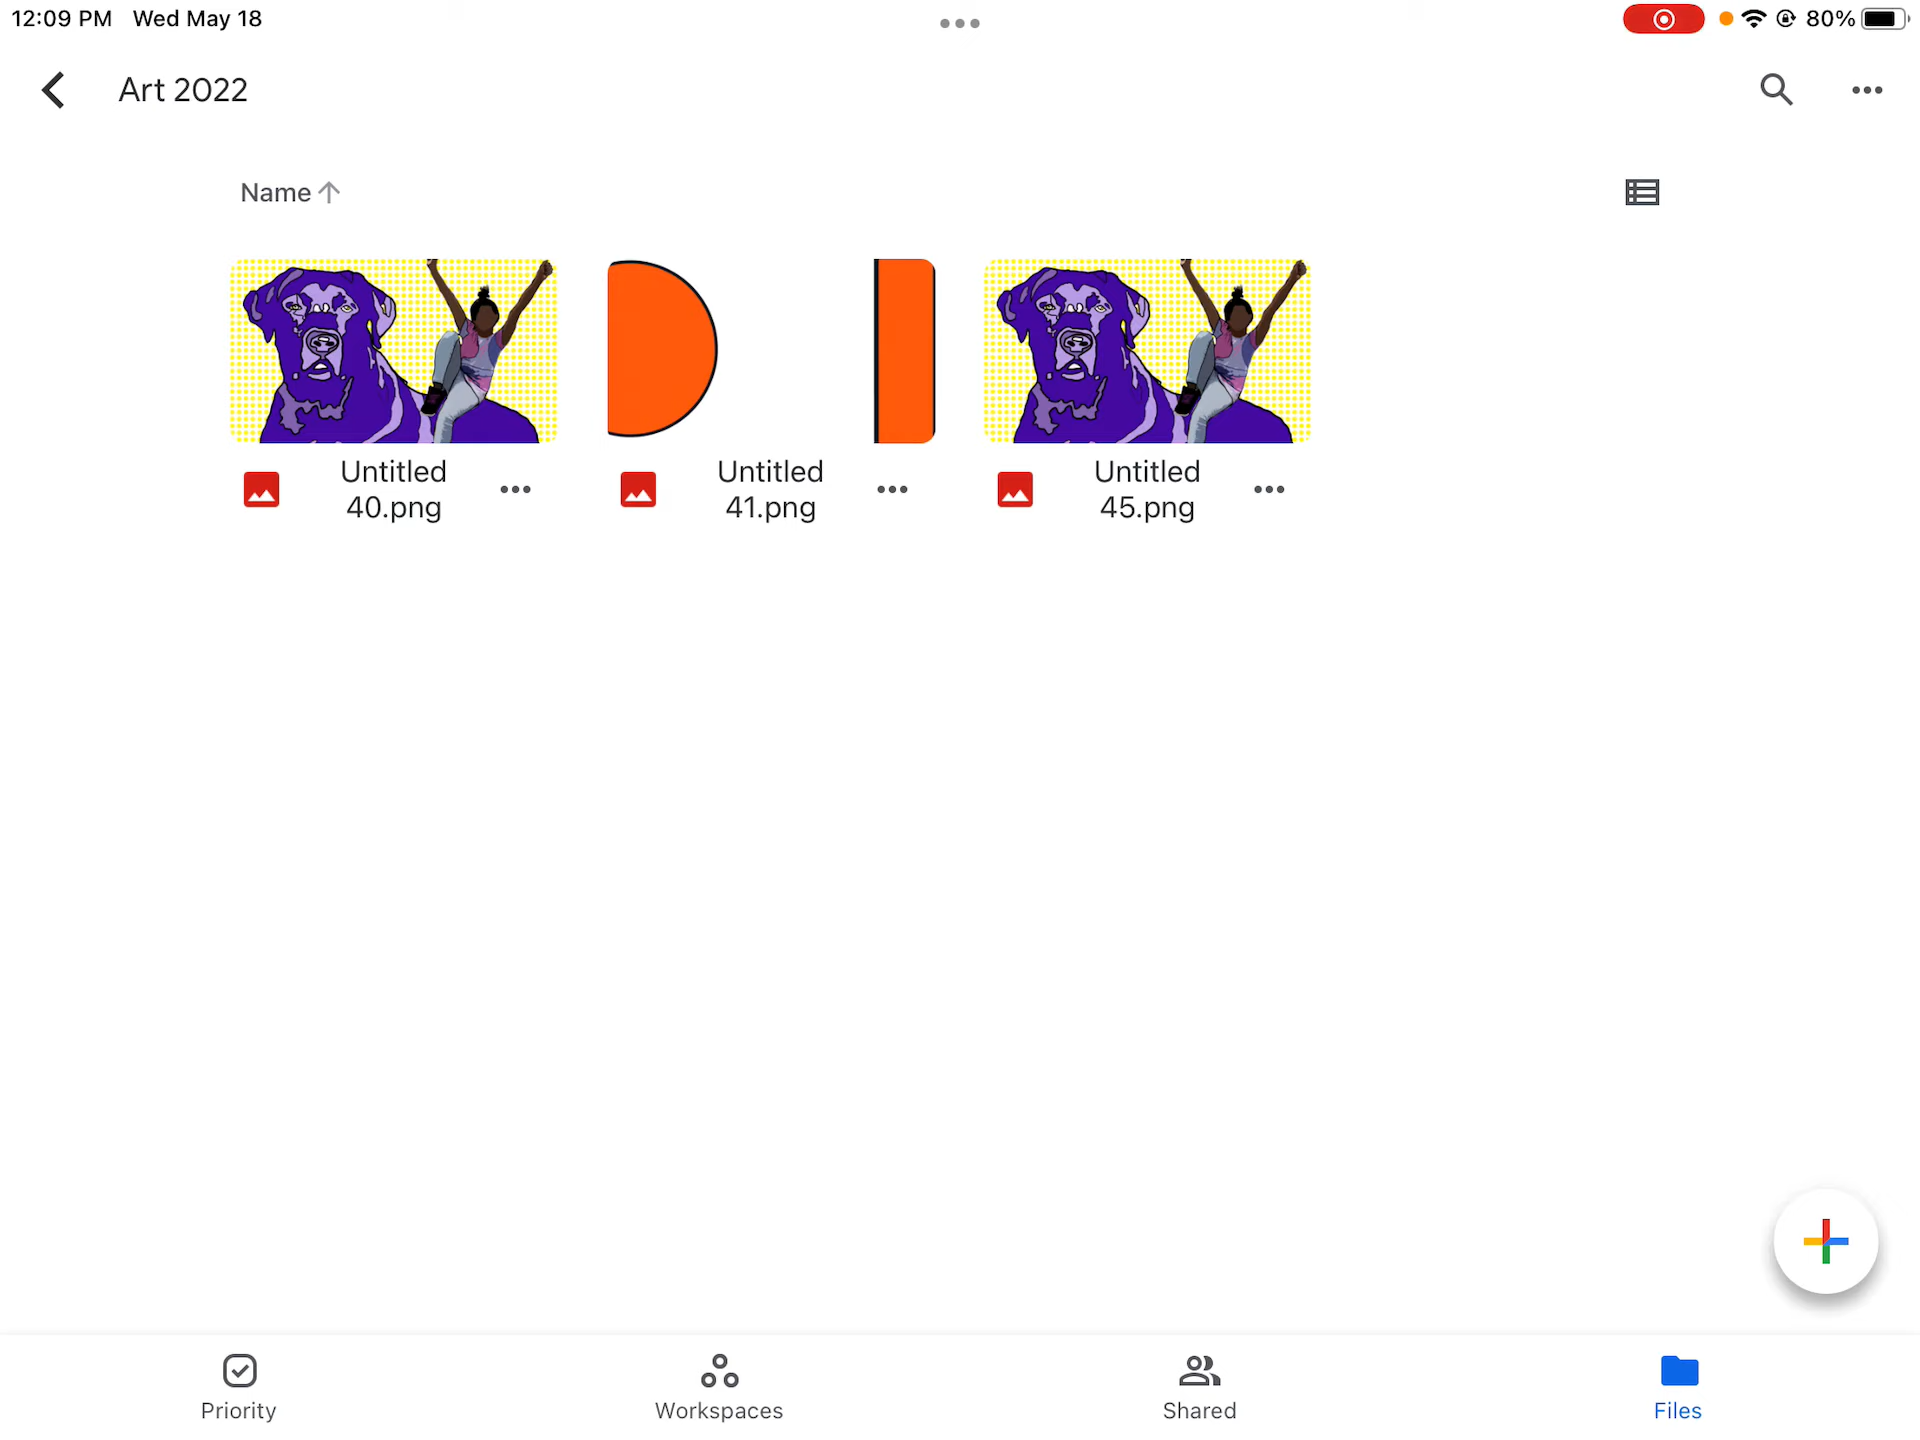 12:09 PM Wed May 18
80%
Art 2022
Name
Untitled
40.png
Untitled
41.png
Untitled
45.png
Priority
Workspaces
Shared
Files